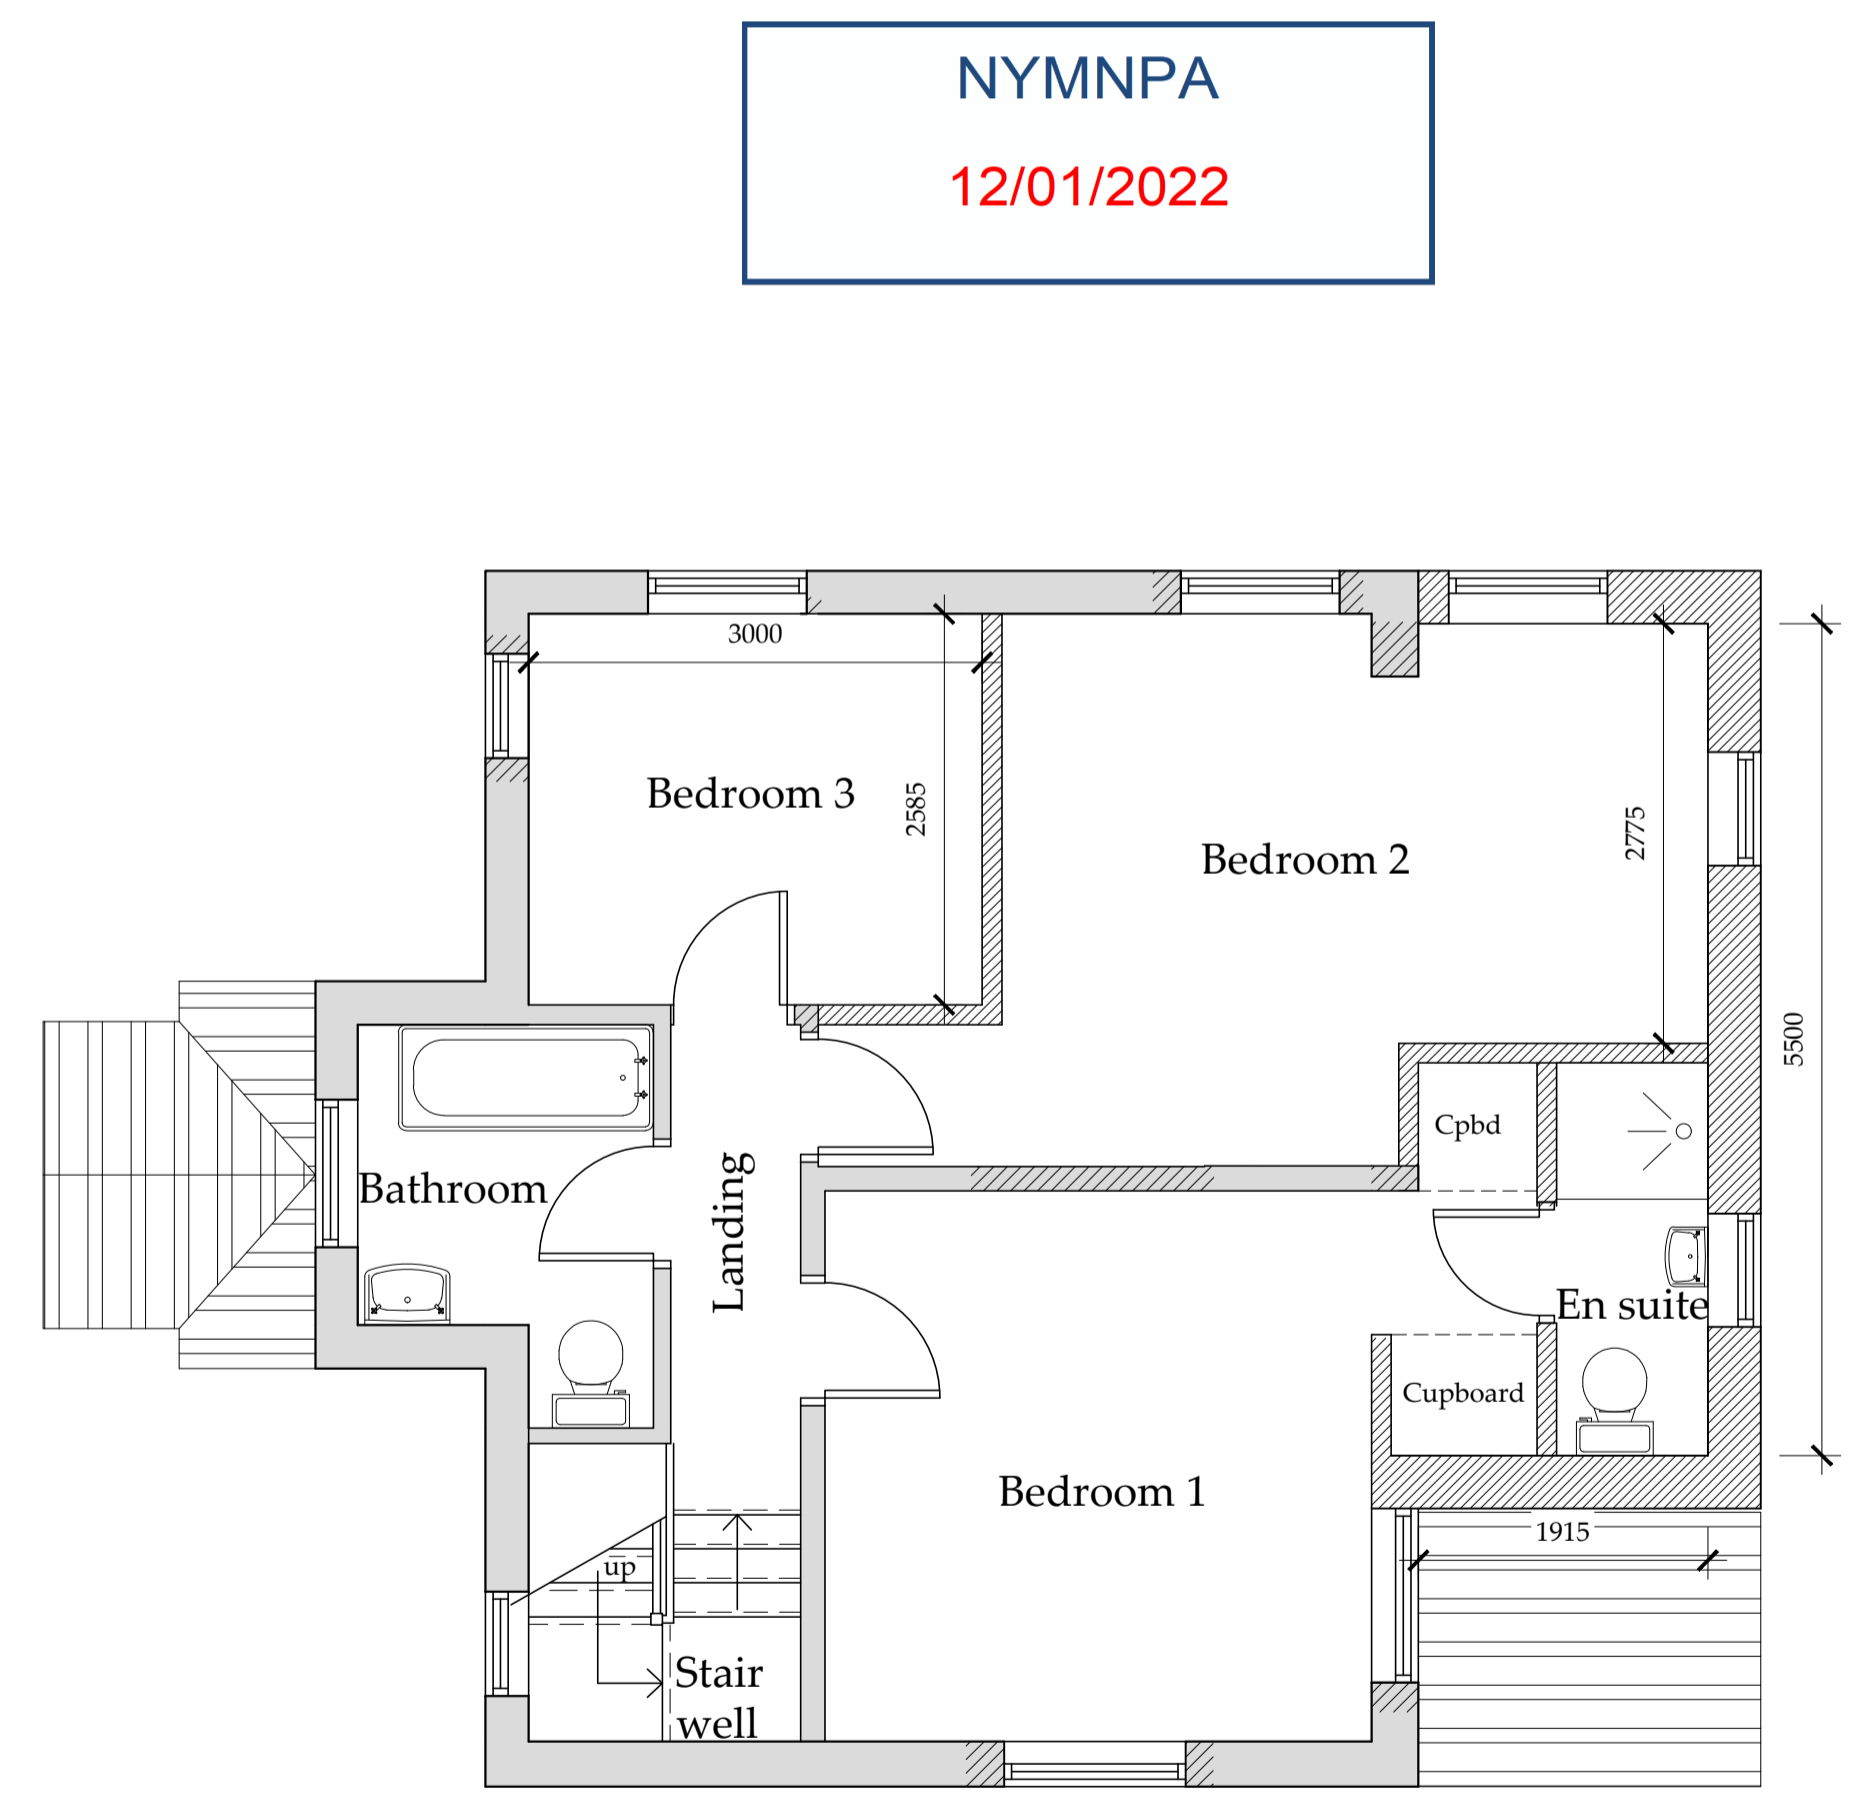 NYMNPA
12/01/2022
3000
Bedroom 3
2585
Bedroom 2
2775
5500
Cpbd
Bathroom
Landing
En suite
Cupboard
Bedroom 1
1915
up
Stair
well